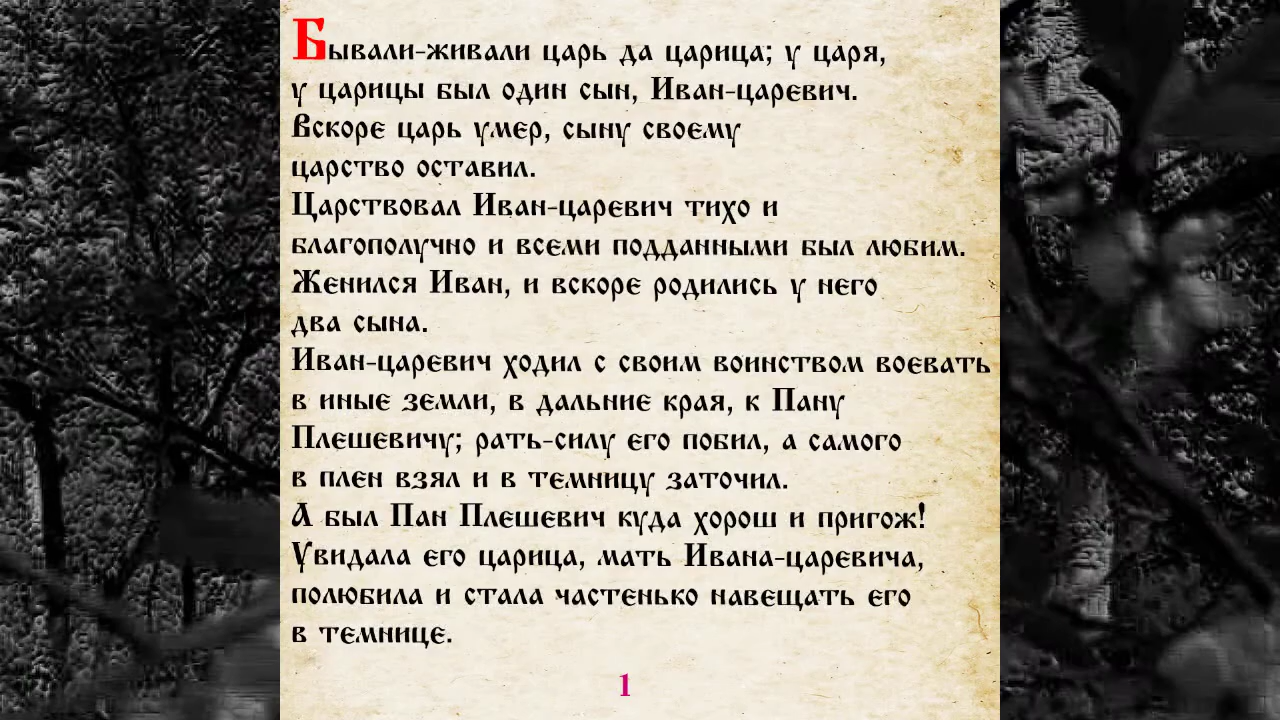 Бывали-живали царь да царица; у царя,
у царицы был один сын, Иван-царевич.
Вскоре царь умер, сыну своему
царство оставил.
Царствовал Иван-царевич тихо и
благополучно и всеми подданными был любим.
Женился Иван, и вскоре родились у него
два сына.
Иван-царевич ходил с своим воинством воевать
в иные земли, в дальние края, к Пану
Плешевичу; рать-силу его побил, а самого
в плен взял и в темницу заточил.
А был Пан Плешевич куда хорош и пригож!
Увидала его царица, мать Ивана-царевича,
полюбила и стала частенько навещать его
в темнице.
1